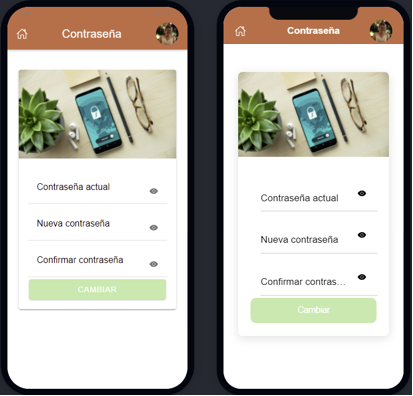 Contraseña
Contraseña actual
Nueva contraseña
Confirmar contraseña
CAMBIAR
Contraseña
Contraseña actual
Nueva contraseña
Confirmar contras...
Cambiar